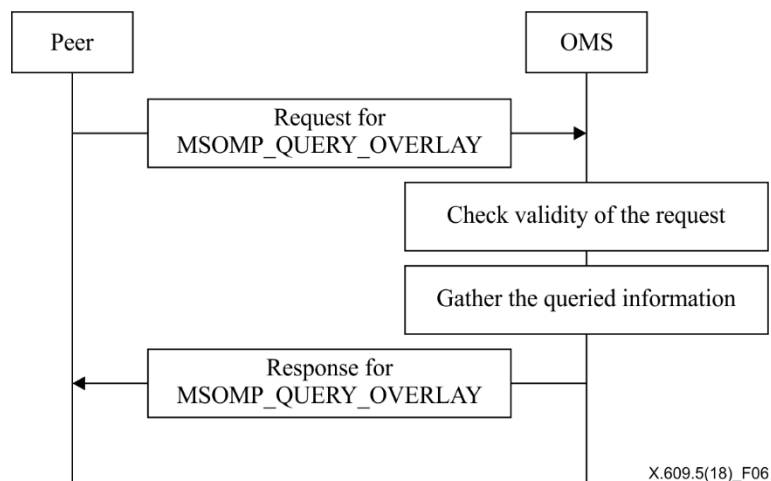 Peer
OMS
Request for
MSOMP_QUERY_OVERLAY
Check validity of the request
Gather the queried information
Response for
MSOMP_QUERY_OVERLAY
X.609.5(18)_F06